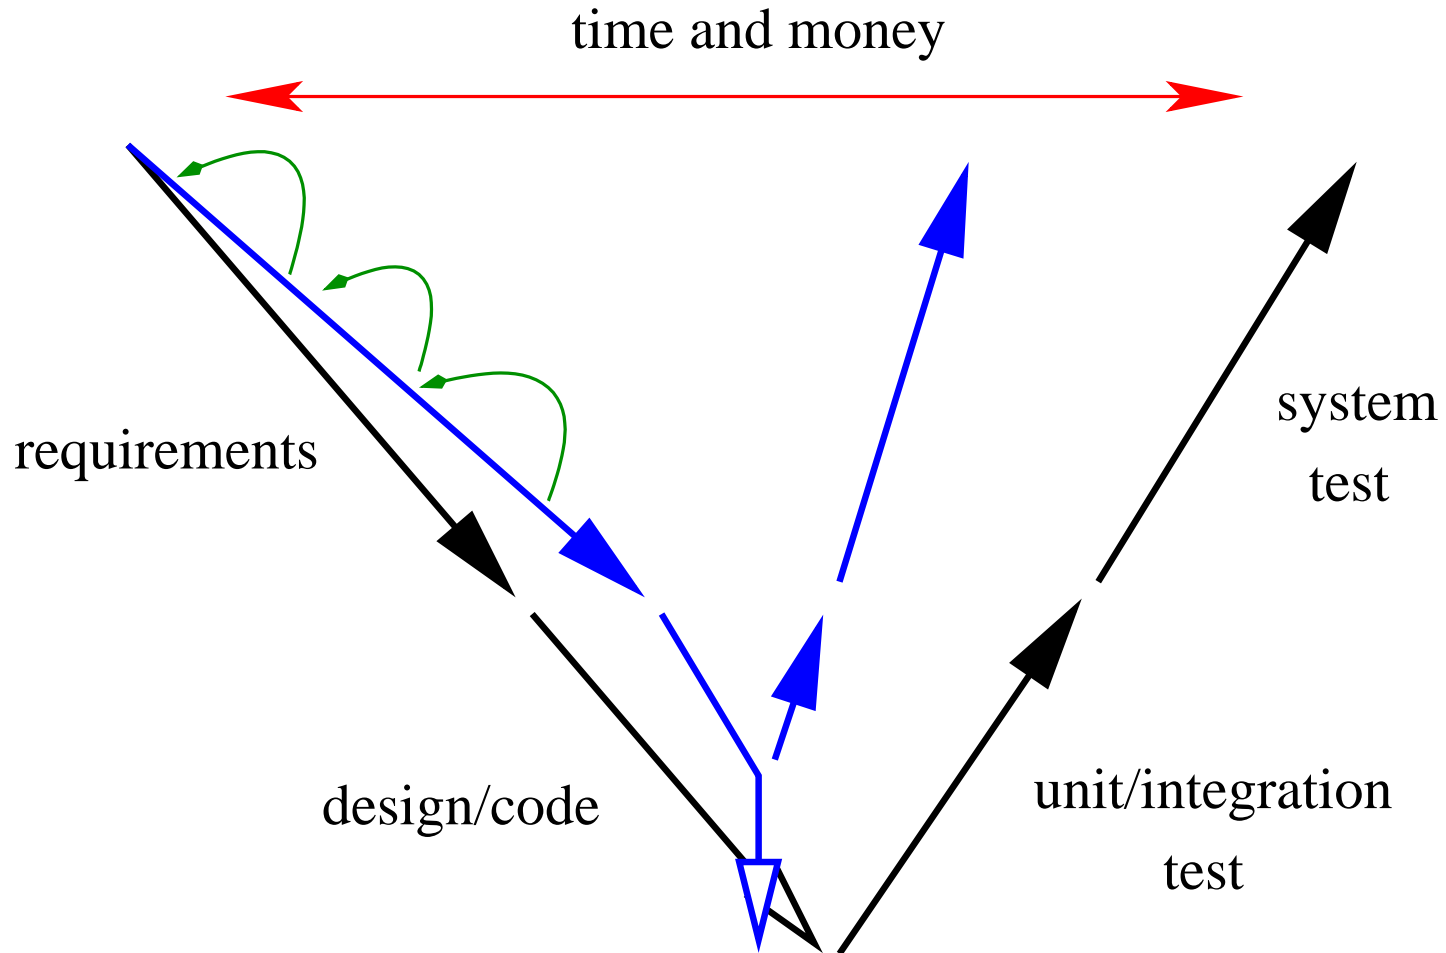 time and money
requirements
system
test
design/code
unit/integration
test